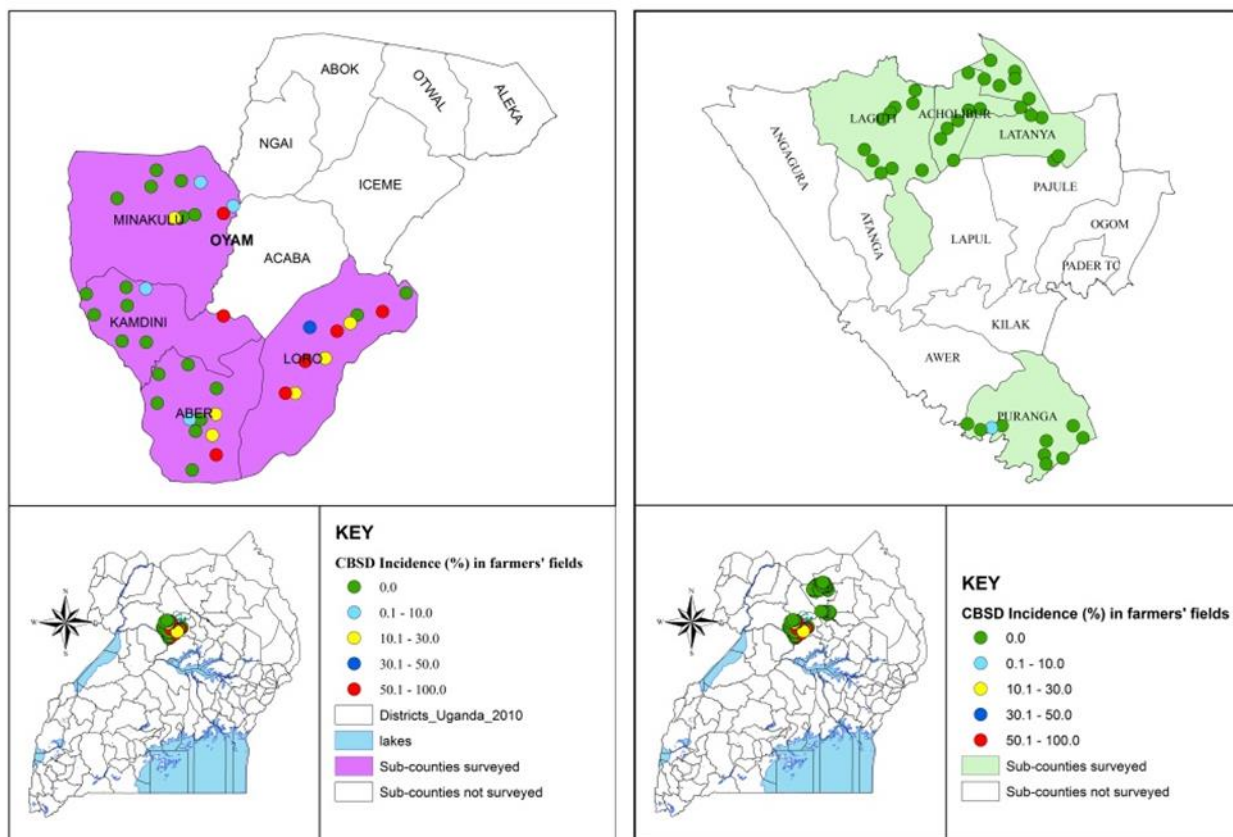 ABOK
OTWAL
ALEKA
NGAI
ICEME
MINAKULU
OYAM
ACABA
KAMDINI
LORO
ABER
KEY
CBSD Incidence (%) in farmers' fields
0.0
0.1 - 10.0
10.1 - 30.0
30.1 - 50.0
50.1 - 100.0
Districts_Uganda_2010
lakes
Sub-counties surveyed
Sub-counties not surveyed
N
W
S
LAGUTI
ACHOLIBUR
LATANYA
ANGAGURA
PAJULE
ATANGA
LAPUL
OGOM
PADER TC
KILAK
AWER
PURANGA
KEY
CBSD Incidence (%) in farmers' fields
0.0
0.1 - 10.0
10.1 - 30.0
30.1 - 50.0
50.1 - 100.0
Sub-counties surveyed
Sub-counties not surveyed
N
W
S